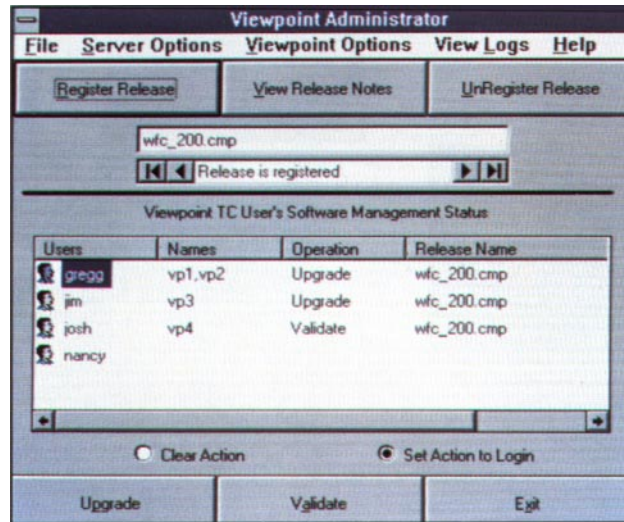 Viewpoint Administrator
File Server Options Viewpoint Options View Logs Help
Register Release View Release Notes UnRegister Release
wfc_200.cmp
Release is registered
Viewpoint TC User's Software Management Status
Users Names Operation Release Name
gregg vp1,vp2 Upgrade wfc_200.cmp
jim vp3 Upgrade wfc_200.cmp
josh vp4 Validate wfc_200.cmp
nancy
Clear Action Set Action to Login
Upgrade Validate Exit